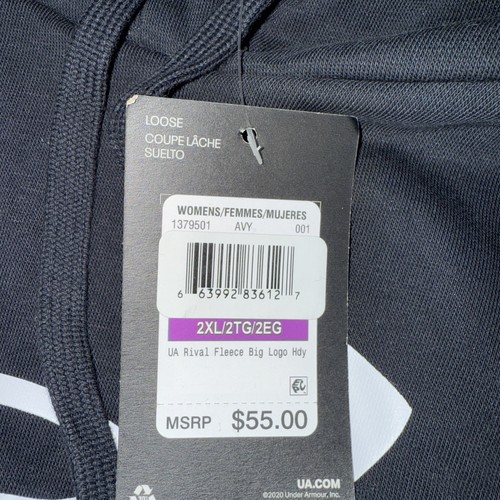 LOOSE
COUPE LÂCHE
SUELTO
WOMENS/FEMMES/MUJERES
1379501 AVY 001
6 63992 83612 7
2XL/2TG/2EG
UA Rival Fleece Big Logo Hdy
MSRP $55.00
UA.COM
©2020 Under Armour, Inc.